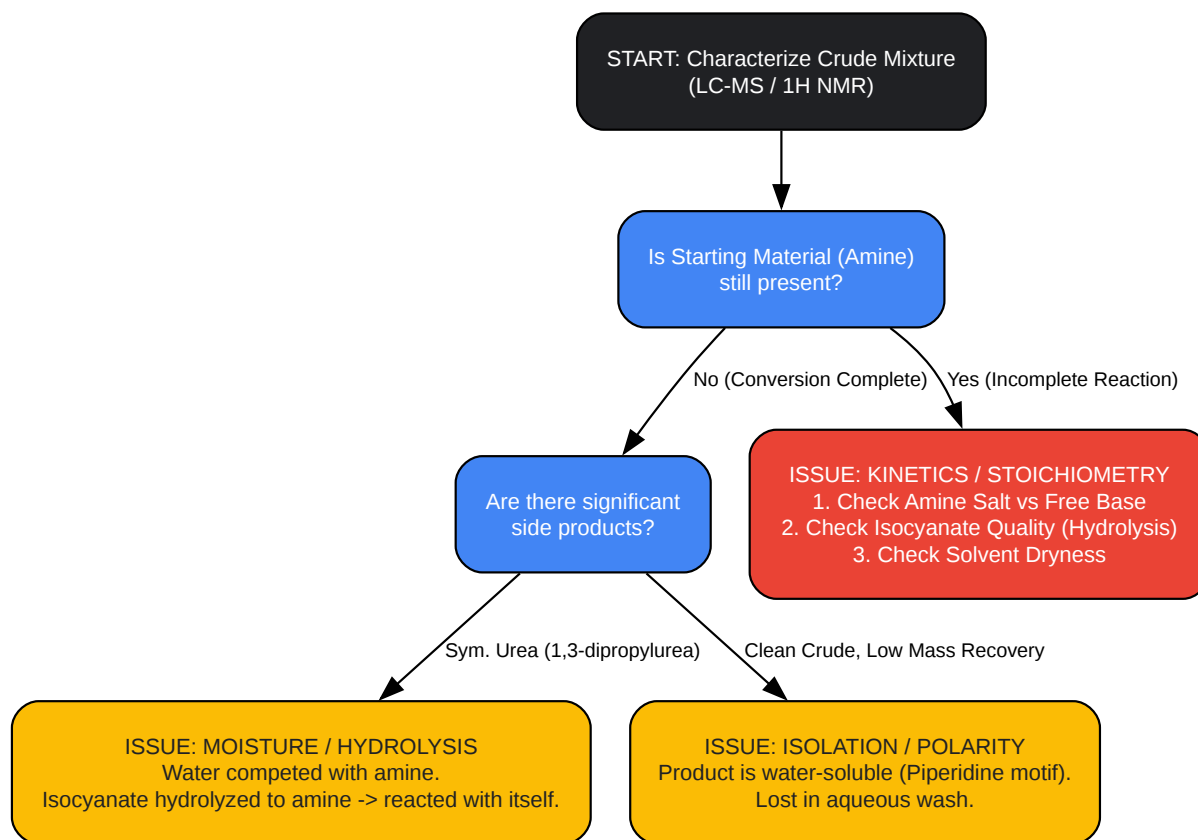 START: Characterize Crude Mixture
(LC-MS / 1H NMR)
Is Starting Material (Amine)
still present?
No (Conversion Complete)
Yes (Incomplete Reaction)
Are there significant
side products?
ISSUE: KINETICS / STOICHIOMETRY
1. Check Amine Salt vs Free Base
2. Check Isocyanate Quality (Hydrolysis)
3. Check Solvent Dryness
Sym. Urea (1,3-dipropylurea)
Clean Crude, Low Mass Recovery
ISSUE: MOISTURE / HYDROLYSIS
Water competed with amine.
Isocyanate hydrolyzed to amine -> reacted with itself.
ISSUE: ISOLATION / POLARITY
Product is water-soluble (Piperidine motif).
Lost in aqueous wash.